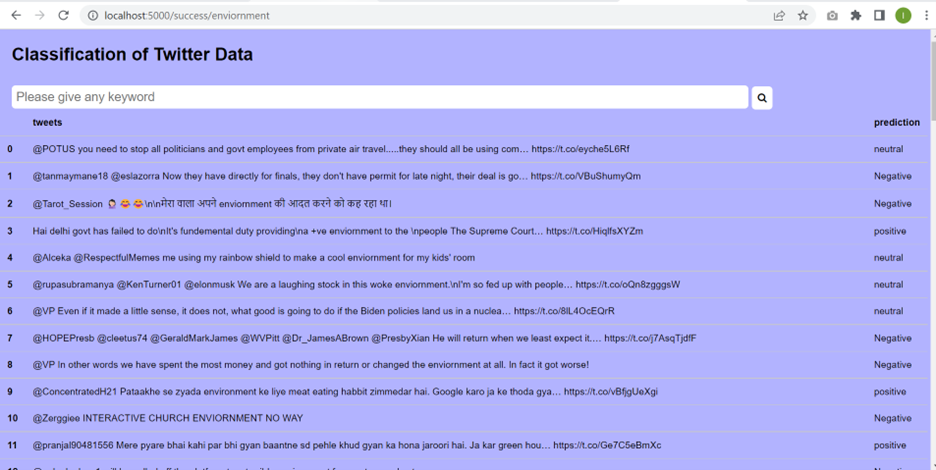 localhost:5000/success/enviornment
Classification of Twitter Data
Please give any keyword
tweets prediction
0 @POTUS you need to stop all politicians and govt employees from private air travel.....they should all be using com… https://t.co/eyche5L6Rf neutral
1 @tanmaymane18 @eslazorra Now they have directly for finals, they don't have permit for late night, their deal is go… https://t.co/VBuShumyQm Negative
2 @Tarot_Session 🙋🏻 🥰 🥰\n\nमेरा वाला अपने enviornment की आदत करने को कह रहा था। Negative
3 Hai delhi govt has failed to do\nIt's fundemental duty providing\na +ve enviornment to the \npeople The Supreme Court… https://t.co/HiqlfsXYZm positive
4 @Alceka @RespectfulMemes me using my rainbow shield to make a cool enviornment for my kids' room neutral
5 @rupasubramanya @KenTurner01 @elonmusk We are a laughing stock in this woke enviornment.\nI'm so fed up with people… https://t.co/oQn8zgggsW neutral
6 @VP Even if it made a little sense, it does not, what good is going to do if the Biden policies land us in a nuclea… https://t.co/8lL4OcEQrR neutral
7 @HOPEPresb @cleetus74 @GeraldMarkJames @WVPitt @Dr_JamesABrown @PresbyXian He will return when we least expect it.… https://t.co/j7AsqTjdfF Negative
8 @VP In other words we have spent the most money and got nothing in return or changed the enviornment at all. In fact it got worse! Negative
9 @ConcentratedH21 Pataakhe se zyada environment ke liye meat eating habbit zimmedar hai. Google karo ja ke thoda gya… https://t.co/vBfjgUeXgi positive
10 @Zerggiee INTERACTIVE CHURCH ENVIORNMENT NO WAY Negative
11 @pranjal90481556 Mere pyare bhai kahi par bhi gyan baantne sd pehle khud gyan ka hona jaroori hai. Ja kar green hou… https://t.co/Ge7C5eBmXc positive